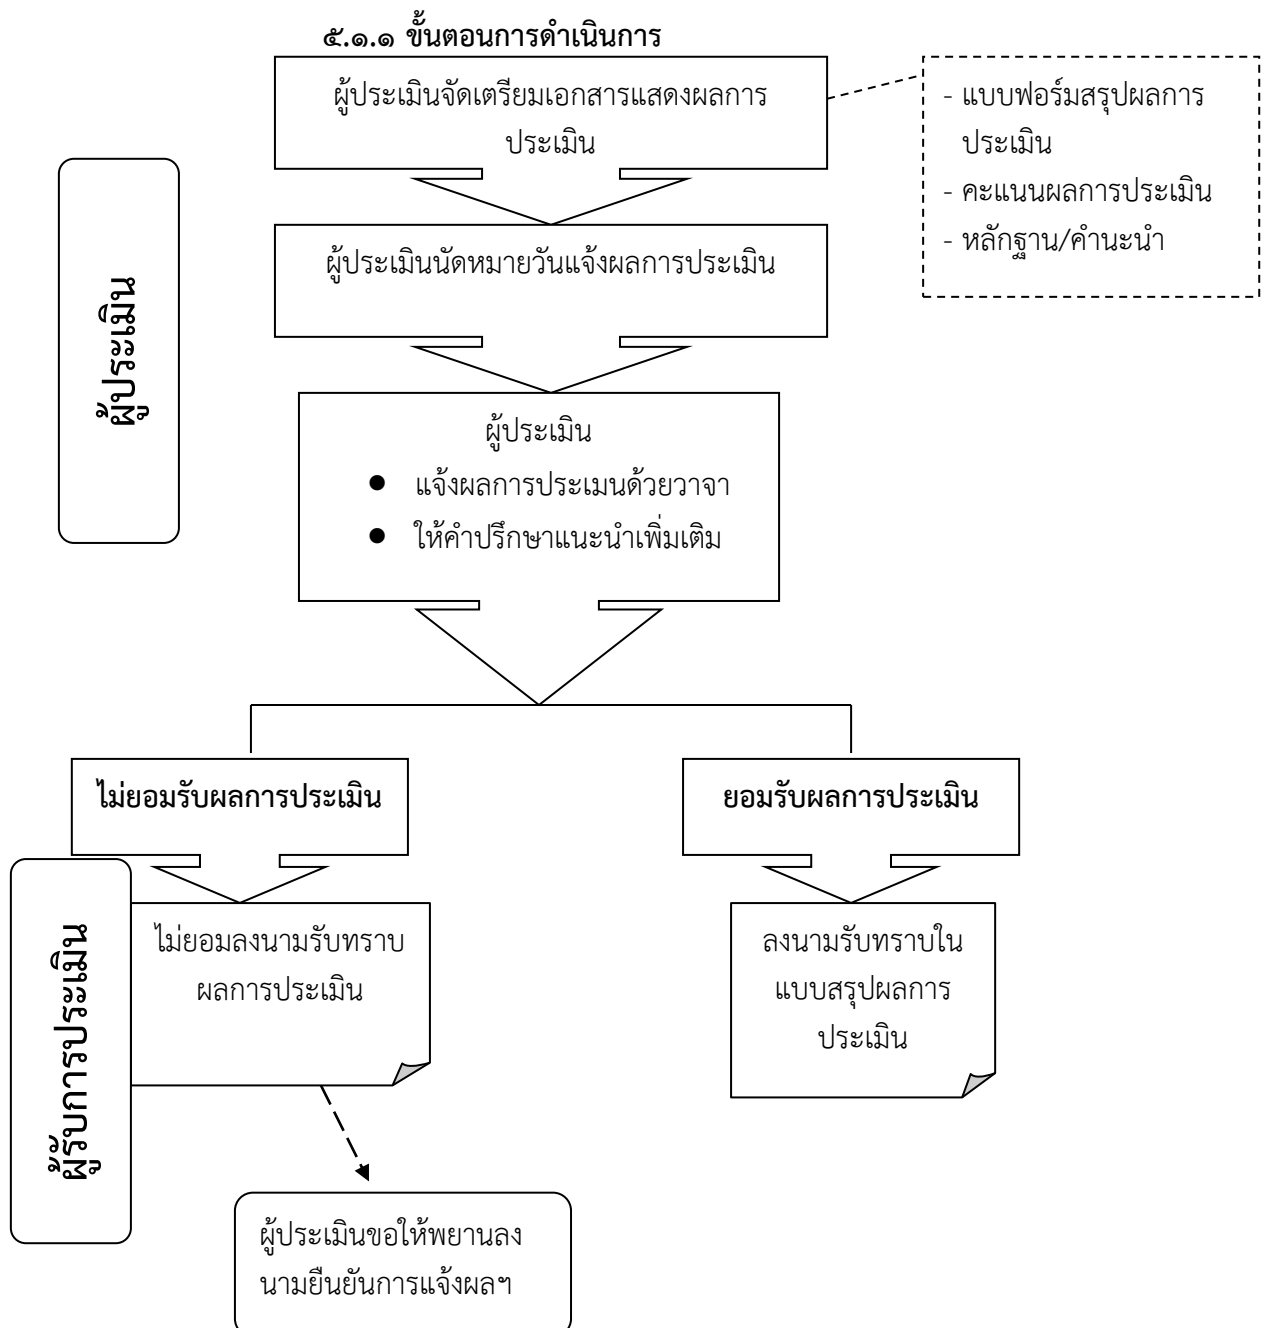 ๕.๑.๑ ขั้นตอนการดำเนินการ
ผู้ประเมินจัดเตรียมเอกสารแสดงผลการ
ประเมิน
- แบบฟอร์มสรุปผลการ
ประเมิน
- คะแนนผลการประเมิน
- หลักฐาน/คำนะนำ
ผู้ประเมิน
ผู้ประเมินนัดหมายวันแจ้งผลการประเมิน
ผู้ประเมิน
● แจ้งผลการประเมนด้วยวาจา
● ให้คำปรึกษาแนะนำเพิ่มเติม
ไม่ยอมรับผลการประเมิน
ยอมรับผลการประเมิน
ผู้รับการประเมิน
ไม่ยอมลงนามรับทราบ
ผลการประเมิน
ลงนามรับทราบใน
แบบสรุปผลการ
ประเมิน
ผู้ประเมินขอให้พยานลง
นามยืนยันการแจ้งผลฯ